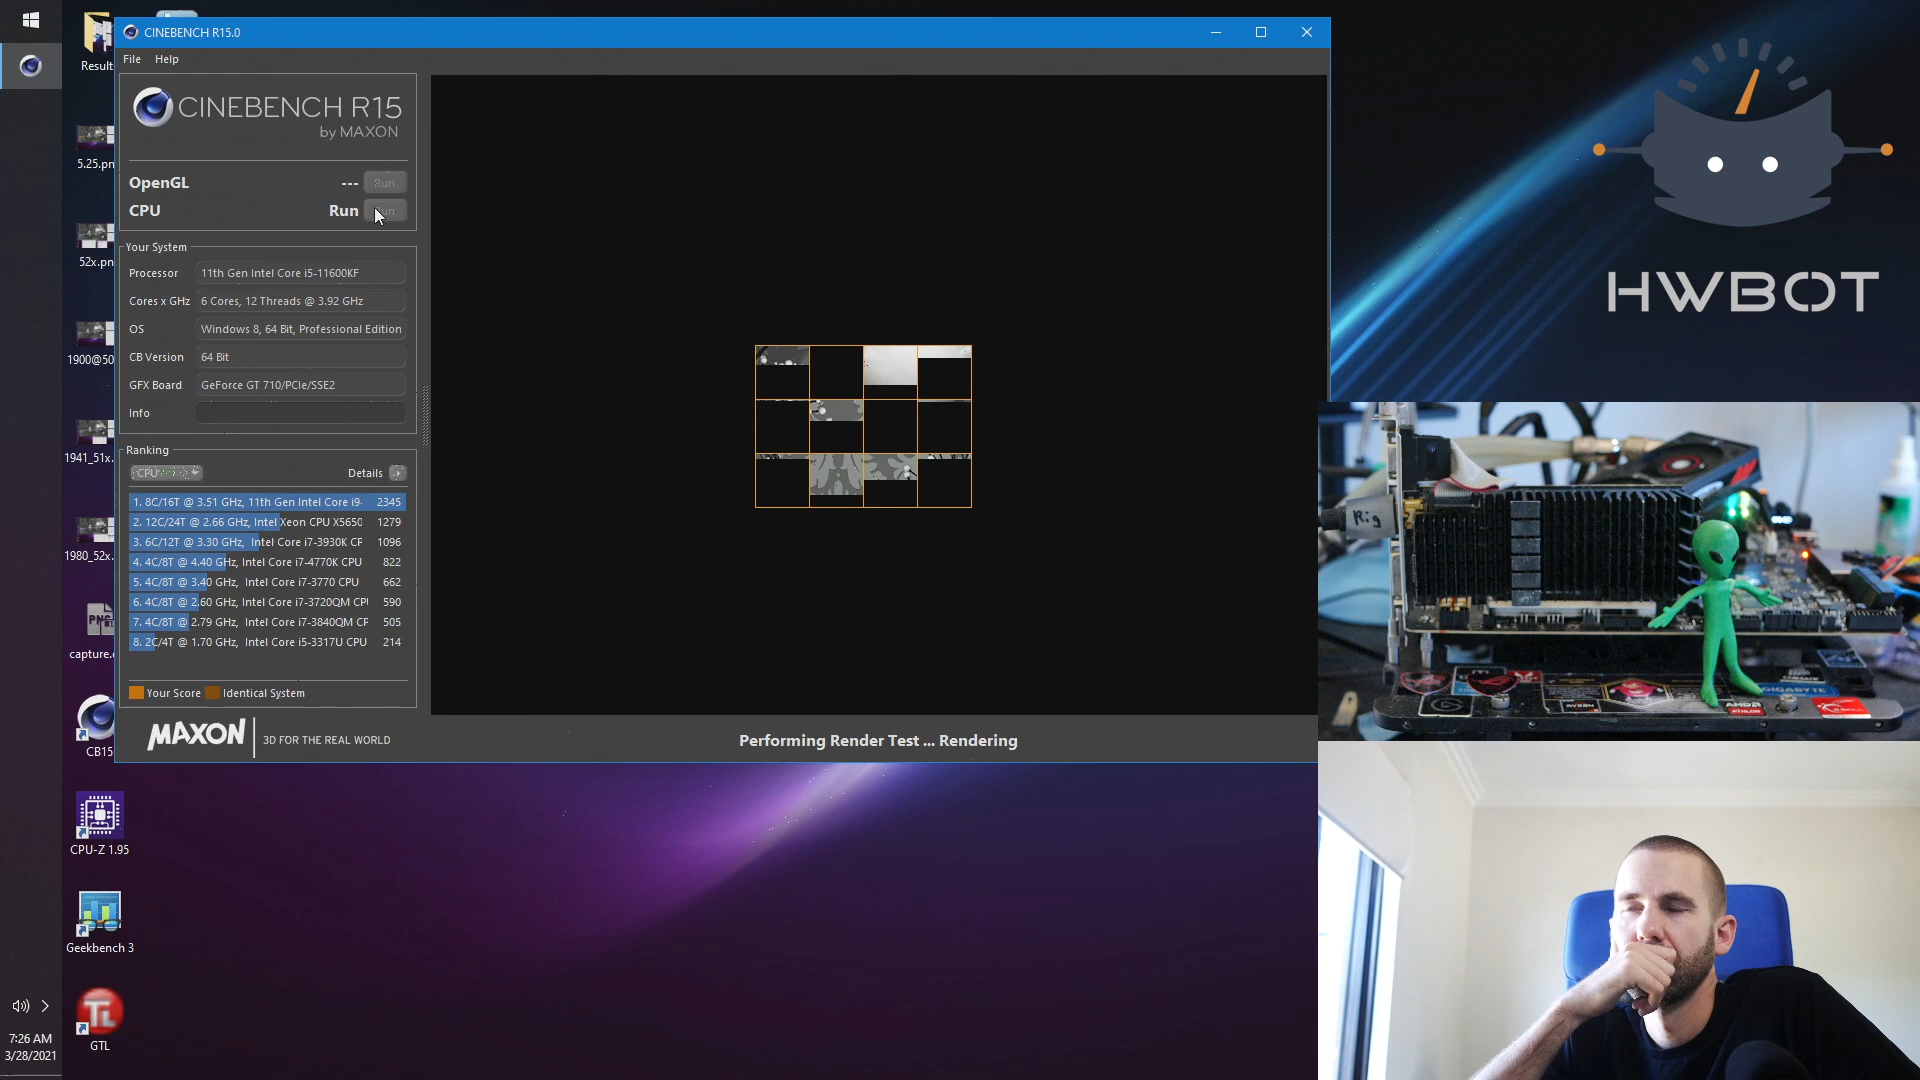 CINEBENCH R15.0
File Help
CINEBENCH R15
by MAXON
OpenGL --- Run
CPU Run
Your System
Processor 11th Gen Intel Core i5-11600KF
Cores x GHz 6 Cores, 12 Threads @ 3.92 GHz
OS Windows 8, 64 Bit, Professional Edition
CB Version 64 Bit
GFX Board GeForce GT 710/PCIe/SSE2
Info
Ranking
CPU Details
1. 8C/16T @ 3.51 GHz, 11th Gen Intel Core i9- 2345
2. 12C/24T @ 2.66 GHz, Intel Xeon CPU X5650 1279
3. 6C/12T @ 3.30 GHz, Intel Core i7-3930K CP 1096
4. 4C/8T @ 4.40 GHz, Intel Core i7-4770K CPU 822
5. 4C/8T @ 3.40 GHz, Intel Core i7-3770 CPU 662
6. 4C/8T @ 2.60 GHz, Intel Core i7-3720QM CP 590
7. 4C/8T @ 2.79 GHz, Intel Core i7-3840QM CP 505
8. 2C/4T @ 1.70 GHz, Intel Core i5-3317U CPU 214
Your Score Identical System
MAXON 3D FOR THE REAL WORLD
Performing Render Test ... Rendering
Result
5.25.pn
52x.pn
1900@50
1941_51x.
1980_52x.
PNG
capture.
CB15
CPU-Z 1.95
Geekbench 3
TL
GTL
7:26 AM
3/28/2021
HWBOT
Rig
GIGABYTE
RYZEN
AMD
ATHLON